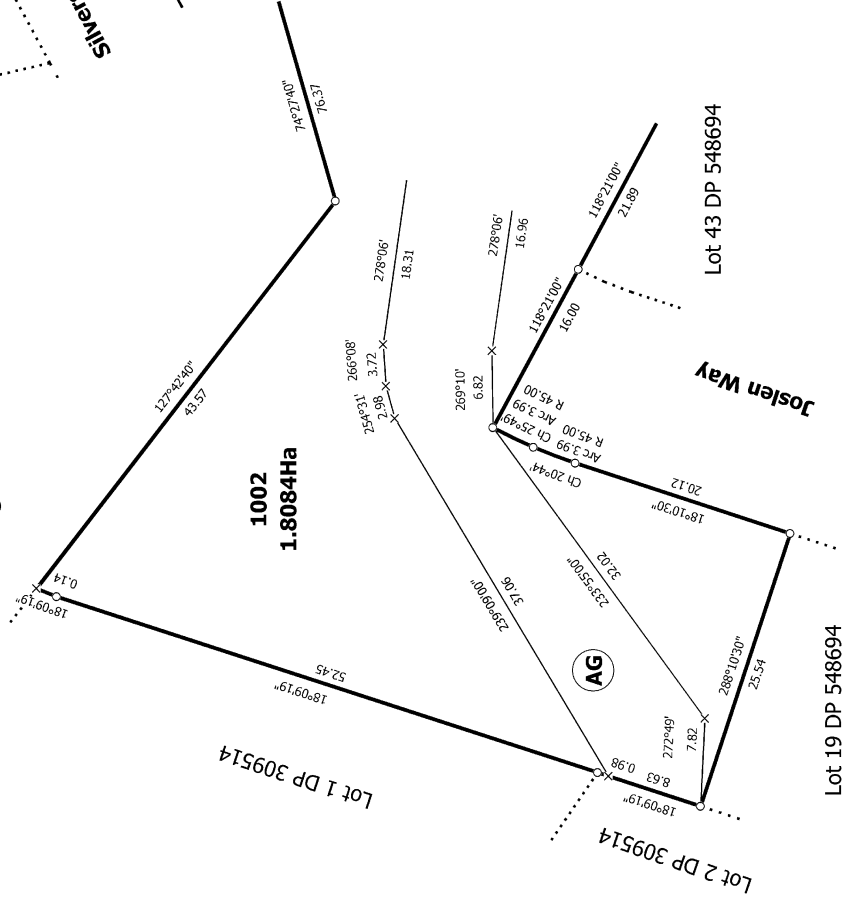 Silvers
74°27'40"
76.37
127°42'40"
43.57
278°06'
18.31
266°08'
3.72
254°31'
2.98
278°06'
16.96
269°10'
6.82
118°21'00"
21.89
118°21'00"
16.00
Lot 43 DP 548694
Joslen Way
R 45.00
Arc 3.99
Ch 25°49'
R 45.00
Arc 3.99
Ch 20°44'
20.12
18°10'30"
1002
1.8084Ha
0.14
18°09'19"
52.45
18°09'19"
37.06
239°09'00"
32.02
233°55'00"
AG
288°10'30"
25.54
272°49'
7.82
0.98
8.63
18°09'19"
Lot 1 DP 309514
Lot 2 DP 309514
Lot 19 DP 548694